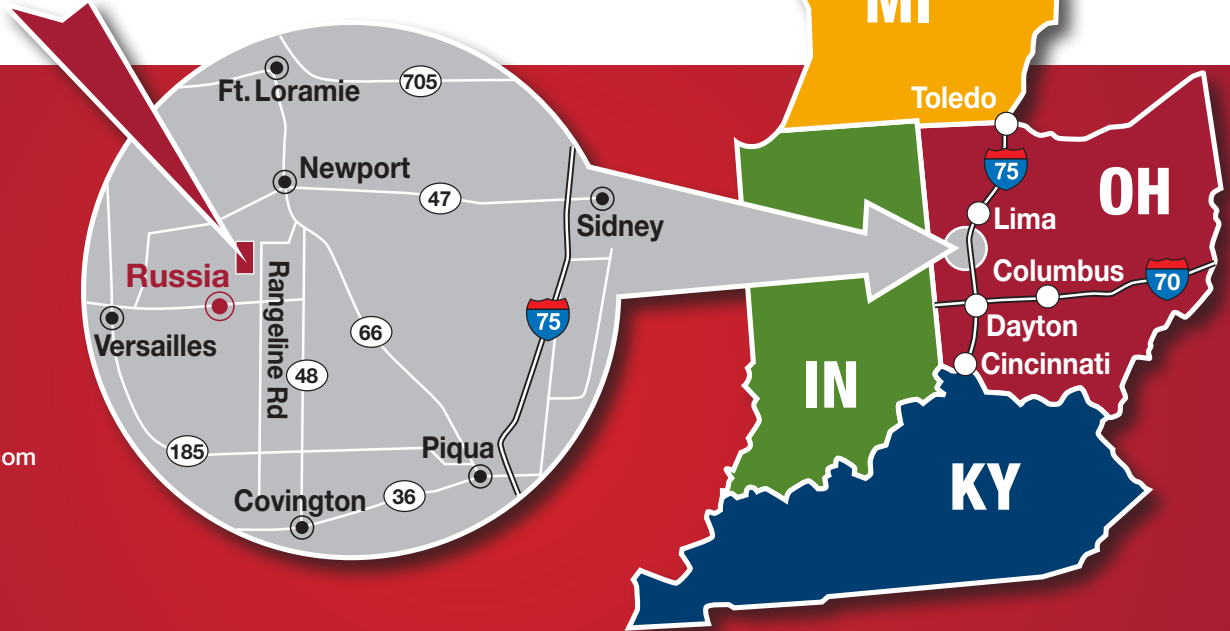 MI
Ft. Loramie
705
Toledo
Newport
75
47
OH
Sidney
Lima
Russia
Rangeline Rd
Columbus
70
75
Dayton
Versailles
66
Cincinnati
48
IN
185
Piqua
om
KY
Covington
36